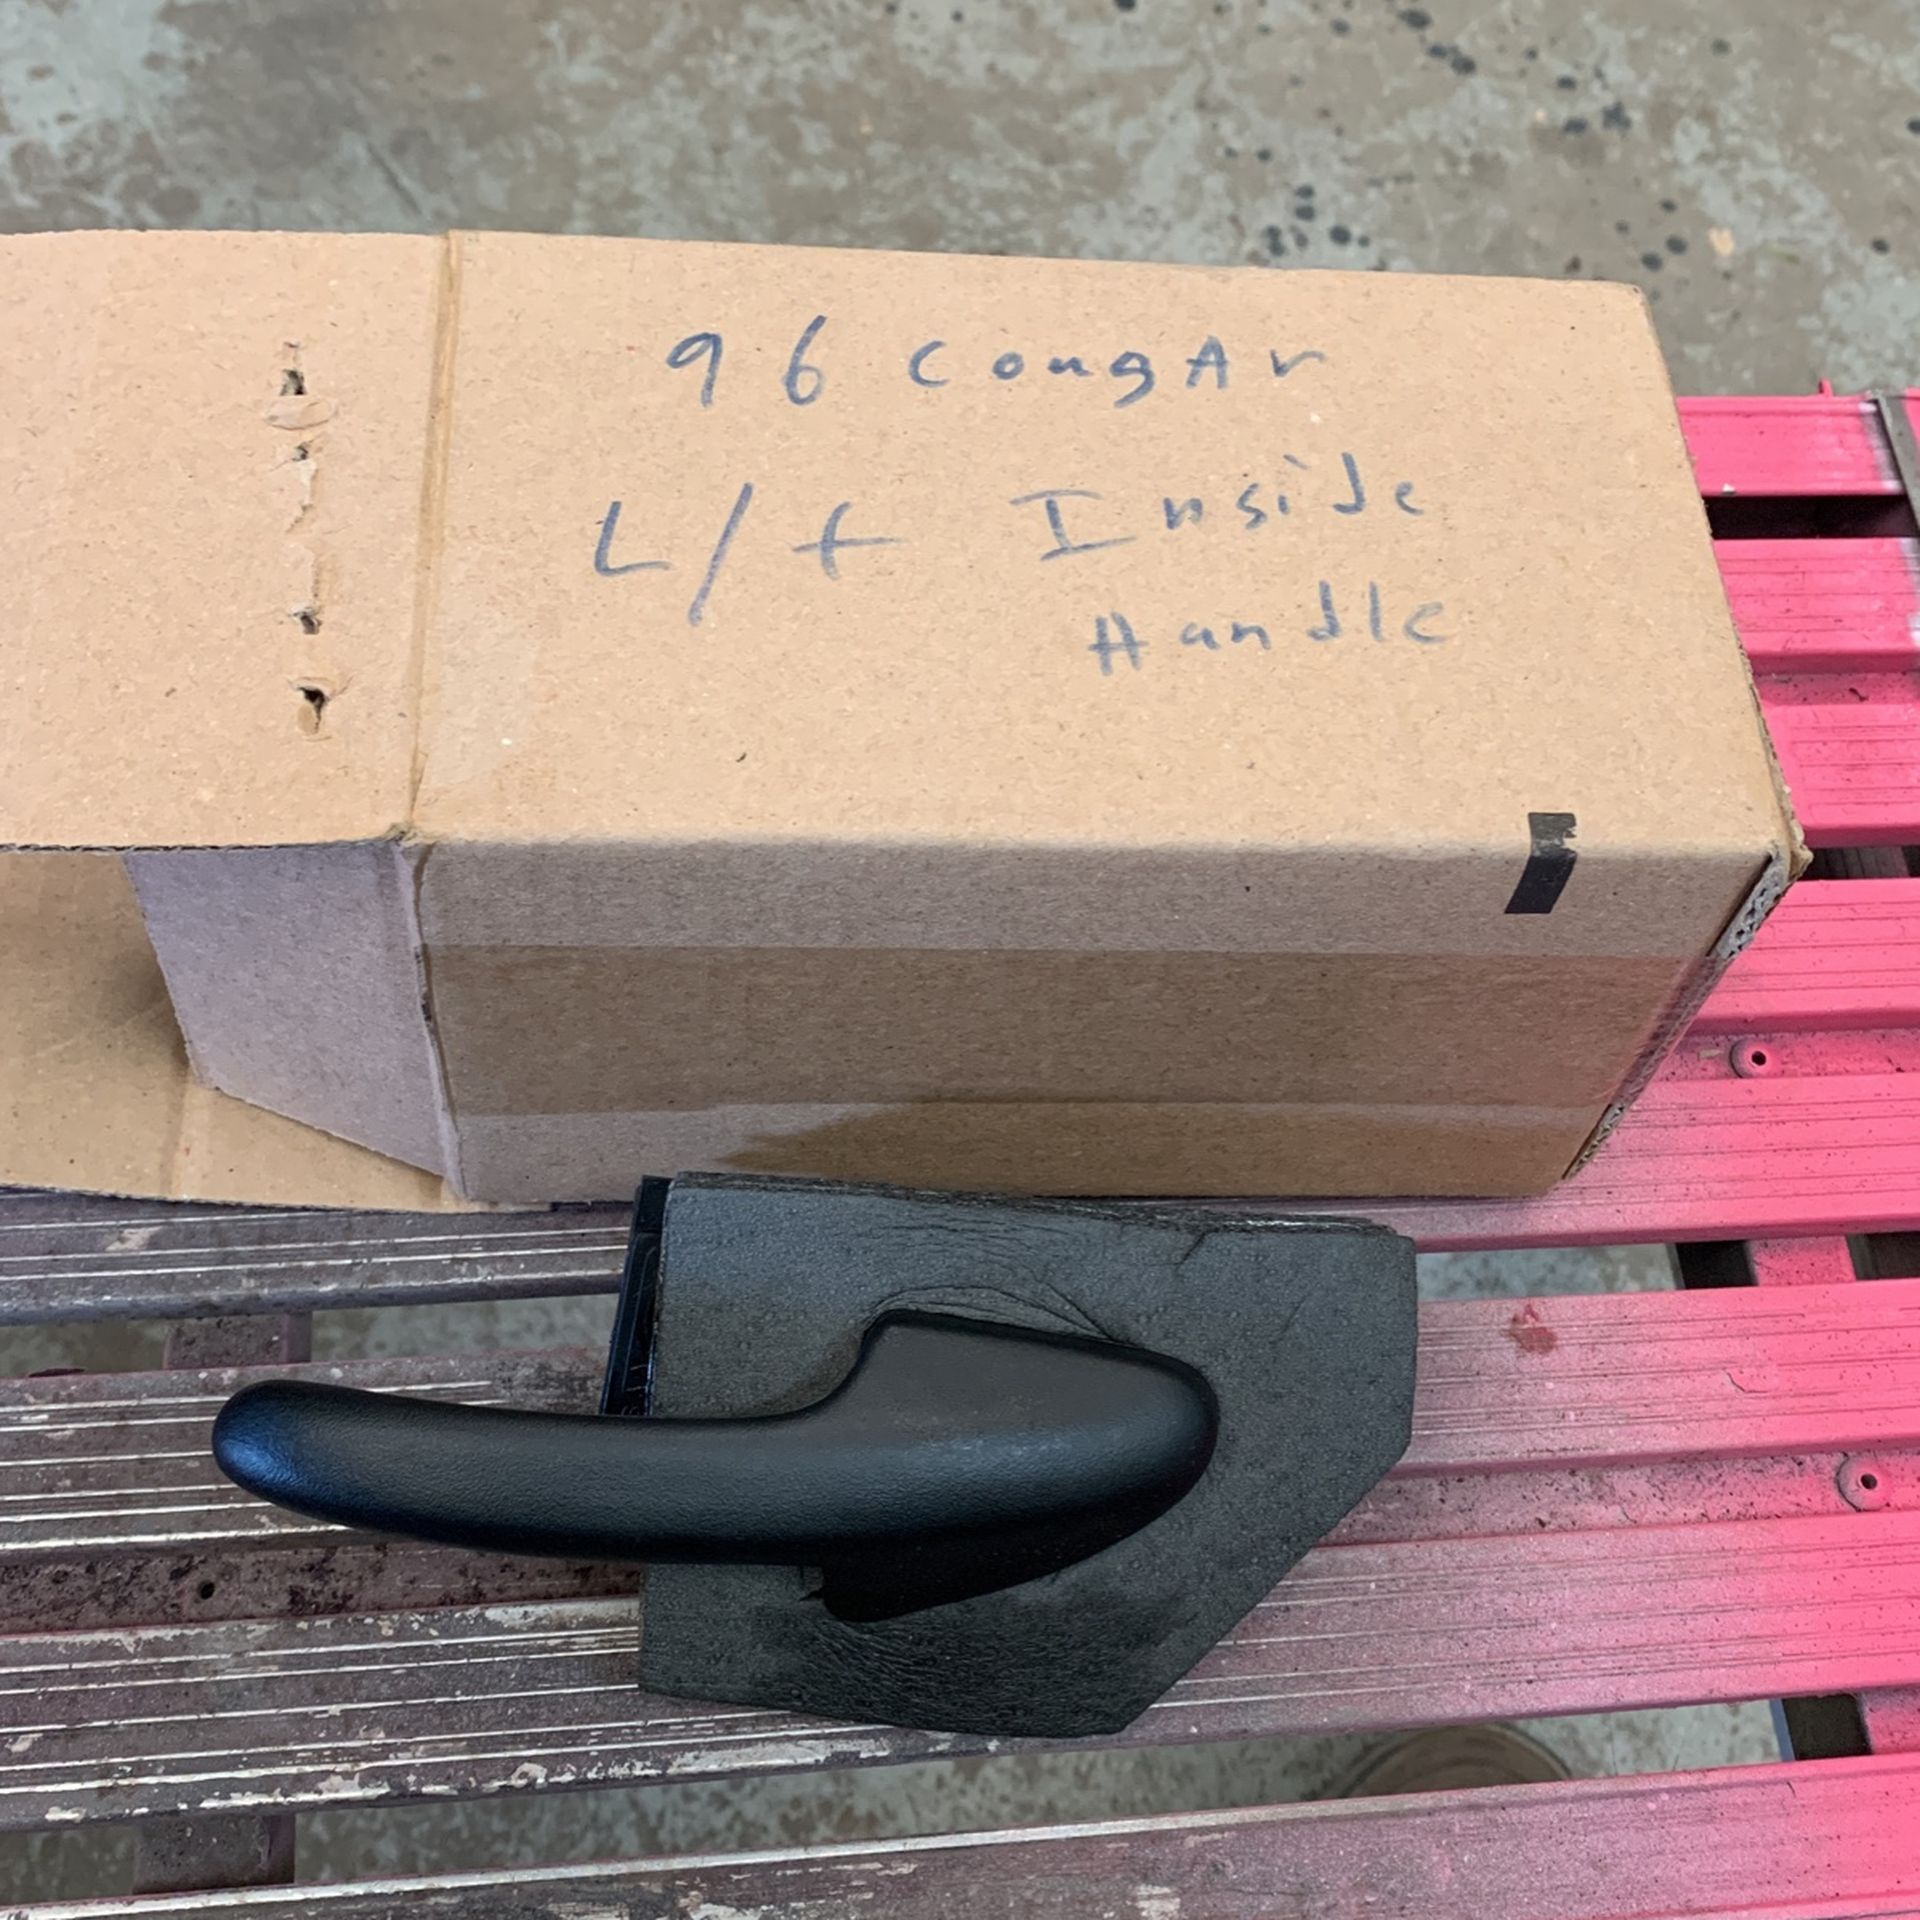 96 CougAr
L/f Inside
Handle